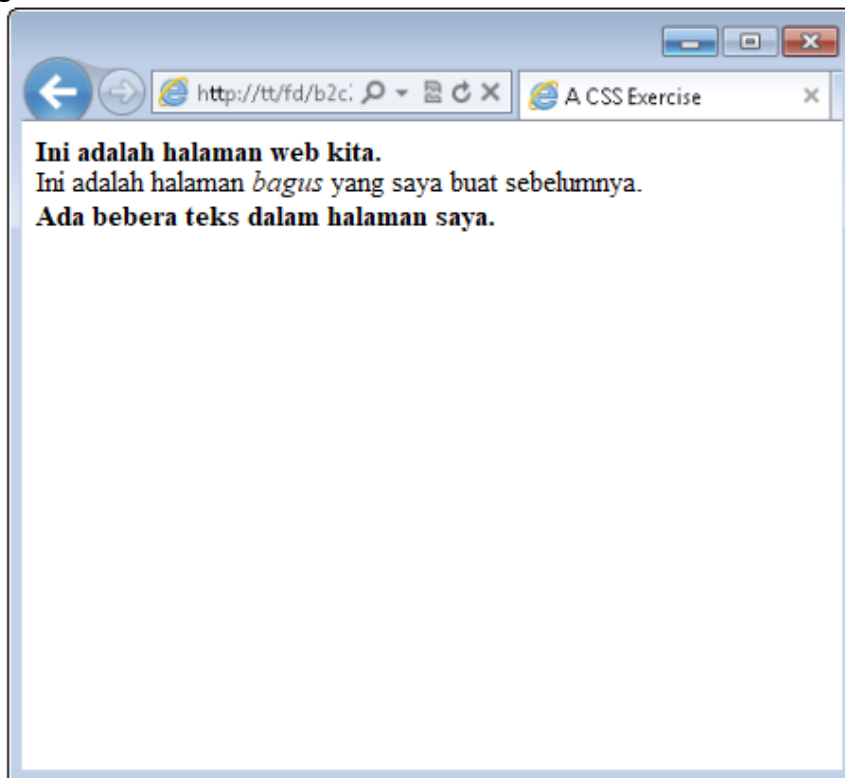 http://tt/fd/b2c
A CSS Exercise
Ini adalah halaman web kita.
Ini adalah halaman bagus yang saya buat sebelumnya.
Ada bebera teks dalam halaman saya.